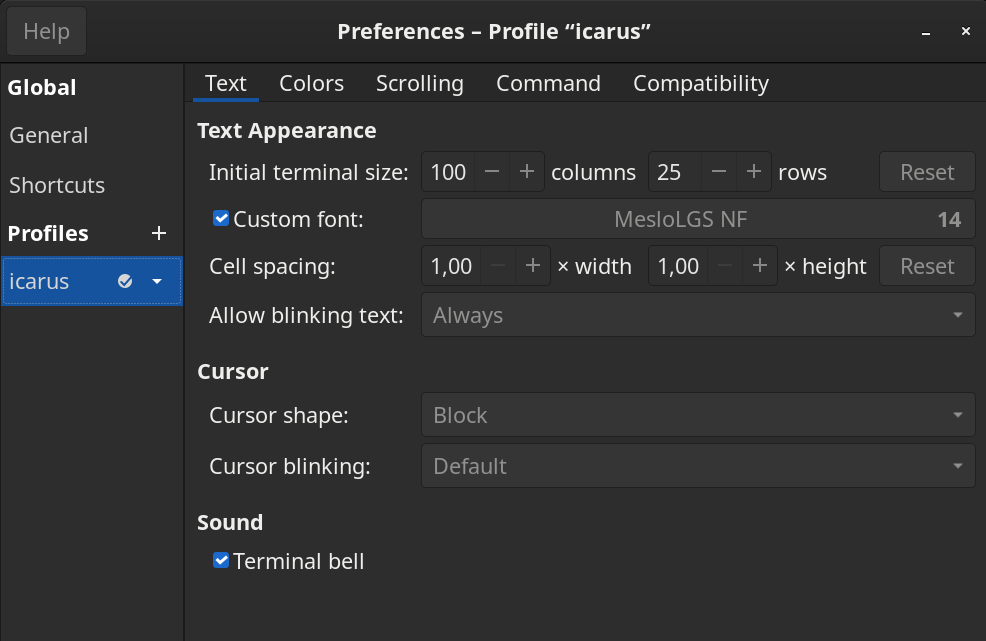 Help
Preferences – Profile “icarus”
Global
General
Shortcuts
Profiles
icarus
Text Colors Scrolling Command Compatibility
Text Appearance
Initial terminal size: 100 columns 25 rows Reset
Custom font: MesloLGS NF 14
Cell spacing: 1,00 × width 1,00 × height Reset
Allow blinking text: Always
Cursor
Cursor shape: Block
Cursor blinking: Default
Sound
Terminal bell